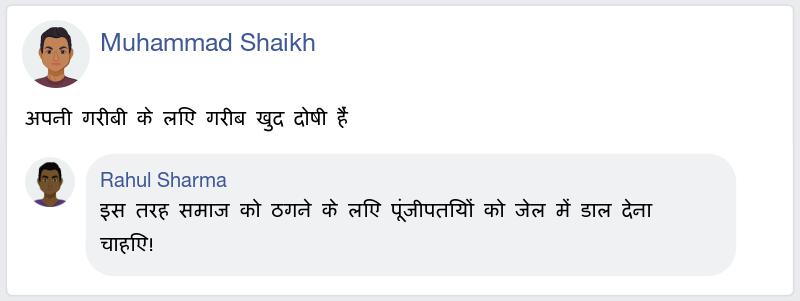 Muhammad Shaikh
अपनी गरीबी के लिए गरीब खुद दोषी हैं
Rahul Sharma
इस तरह समाज को ठगने के लिए पूंजीपतियों को जेल में डाल देना
चाहिए!